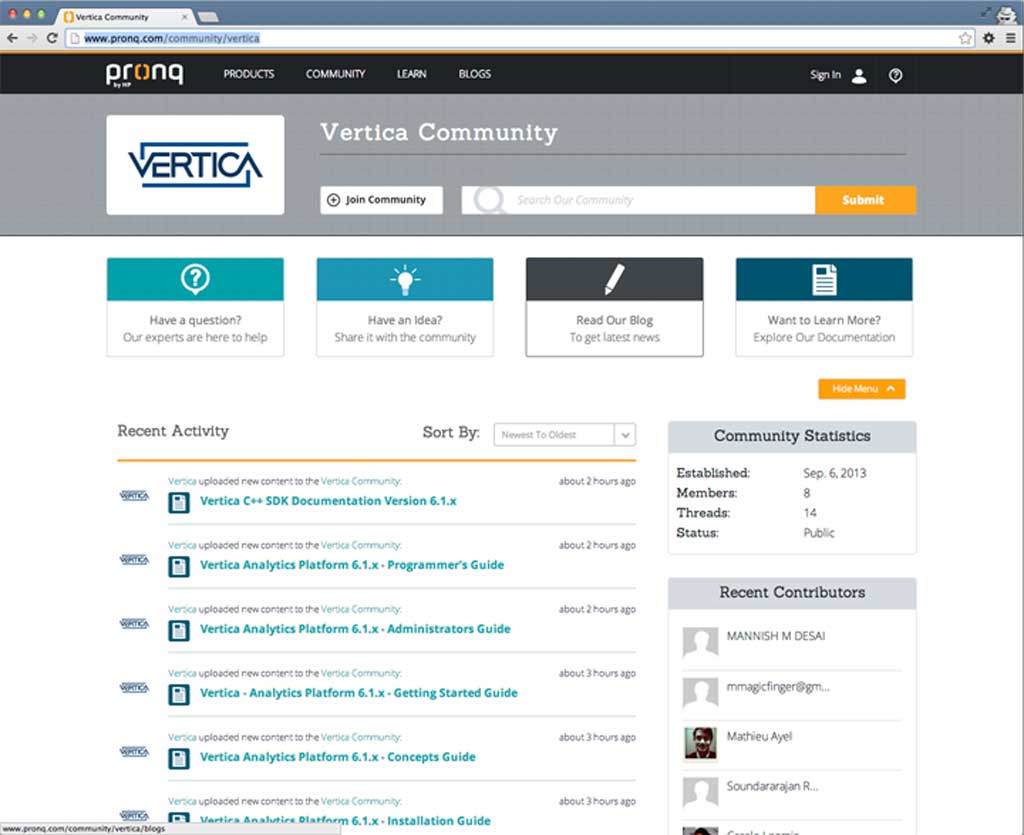 Vertica Community
www.pronq.com/community/vertica
pronq
by HP
PRODUCTS
COMMUNITY
LEARN
BLOGS
Sign In
VERTICA
Vertica Community
Join Community
Search Our Community
Submit
Have a question?
Our experts are here to help
Have an Idea?
Share it with the community
Read Our Blog
To get latest news
Want to Learn More?
Explore Our Documentation
Hide Menu
Recent Activity
Sort By:
Newest To Oldest
VERTICA
Vertica uploaded new content to the Vertica Community:
about 2 hours ago
Vertica C++ SDK Documentation Version 6.1.x
VERTICA
Vertica uploaded new content to the Vertica Community:
about 2 hours ago
Vertica Analytics Platform 6.1.x - Programmer's Guide
VERTICA
Vertica uploaded new content to the Vertica Community:
about 2 hours ago
Vertica Analytics Platform 6.1.x - Administrators Guide
VERTICA
Vertica uploaded new content to the Vertica Community:
about 3 hours ago
Vertica - Analytics Platform 6.1.x - Getting Started Guide
VERTICA
Vertica uploaded new content to the Vertica Community:
about 3 hours ago
Vertica Analytics Platform 6.1.x - Concepts Guide
VERTICA
Vertica uploaded new content to the Vertica Community:
about 3 hours ago
Vertica Analytics Platform 6.1.x - Installation Guide
Community Statistics
Established: Sep. 6, 2013
Members: 8
Threads: 14
Status: Public
Recent Contributors
MANNISH M DESAI
mmagicfinger@gm...
Mathieu Ayel
Soundararajan R...
www.pronq.com/community/vertica/blogs